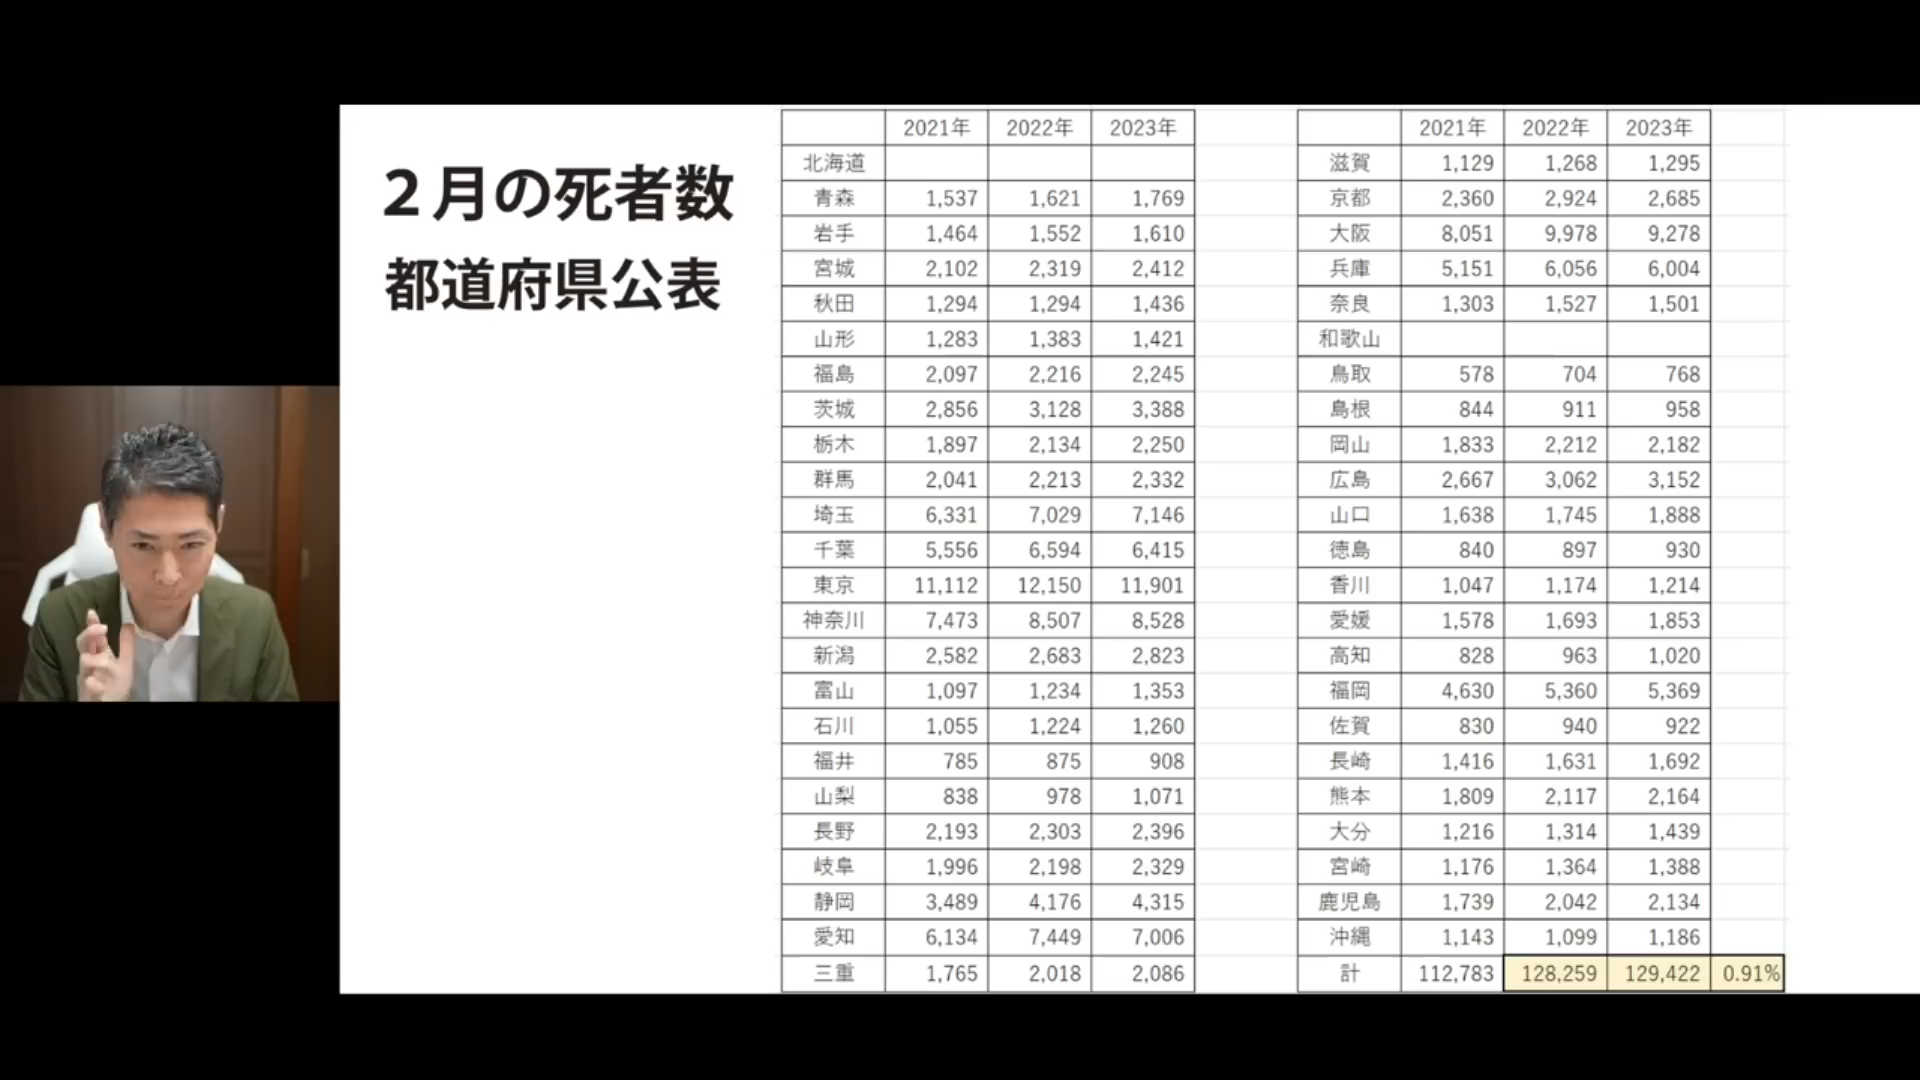 2月の死者数
都道府県公表
2021年 2022年 2023年
北海道
青森 1,537 1,621 1,769
岩手 1,464 1,552 1,610
宮城 2,102 2,319 2,412
秋田 1,294 1,294 1,436
山形 1,283 1,383 1,421
福島 2,097 2,216 2,245
茨城 2,856 3,128 3,388
栃木 1,897 2,134 2,250
群馬 2,041 2,213 2,332
埼玉 6,331 7,029 7,146
千葉 5,556 6,594 6,415
東京 11,112 12,150 11,901
神奈川 7,473 8,507 8,528
新潟 2,582 2,683 2,823
富山 1,097 1,234 1,353
石川 1,055 1,224 1,260
福井 785 875 908
山梨 838 978 1,071
長野 2,193 2,303 2,396
岐阜 1,996 2,198 2,329
静岡 3,489 4,176 4,315
愛知 6,134 7,449 7,006
三重 1,765 2,018 2,086
2021年 2022年 2023年
滋賀 1,129 1,268 1,295
京都 2,360 2,924 2,685
大阪 8,051 9,978 9,278
兵庫 5,151 6,056 6,004
奈良 1,303 1,527 1,501
和歌山
鳥取 578 704 768
島根 844 911 958
岡山 1,833 2,212 2,182
広島 2,667 3,062 3,152
山口 1,638 1,745 1,888
徳島 840 897 930
香川 1,047 1,174 1,214
愛媛 1,578 1,693 1,853
高知 828 963 1,020
福岡 4,630 5,360 5,369
佐賀 830 940 922
長崎 1,416 1,631 1,692
熊本 1,809 2,117 2,164
大分 1,216 1,314 1,439
宮崎 1,176 1,364 1,388
鹿児島 1,739 2,042 2,134
沖縄 1,143 1,099 1,186
計 112,783 128,259 129,422 0.91%